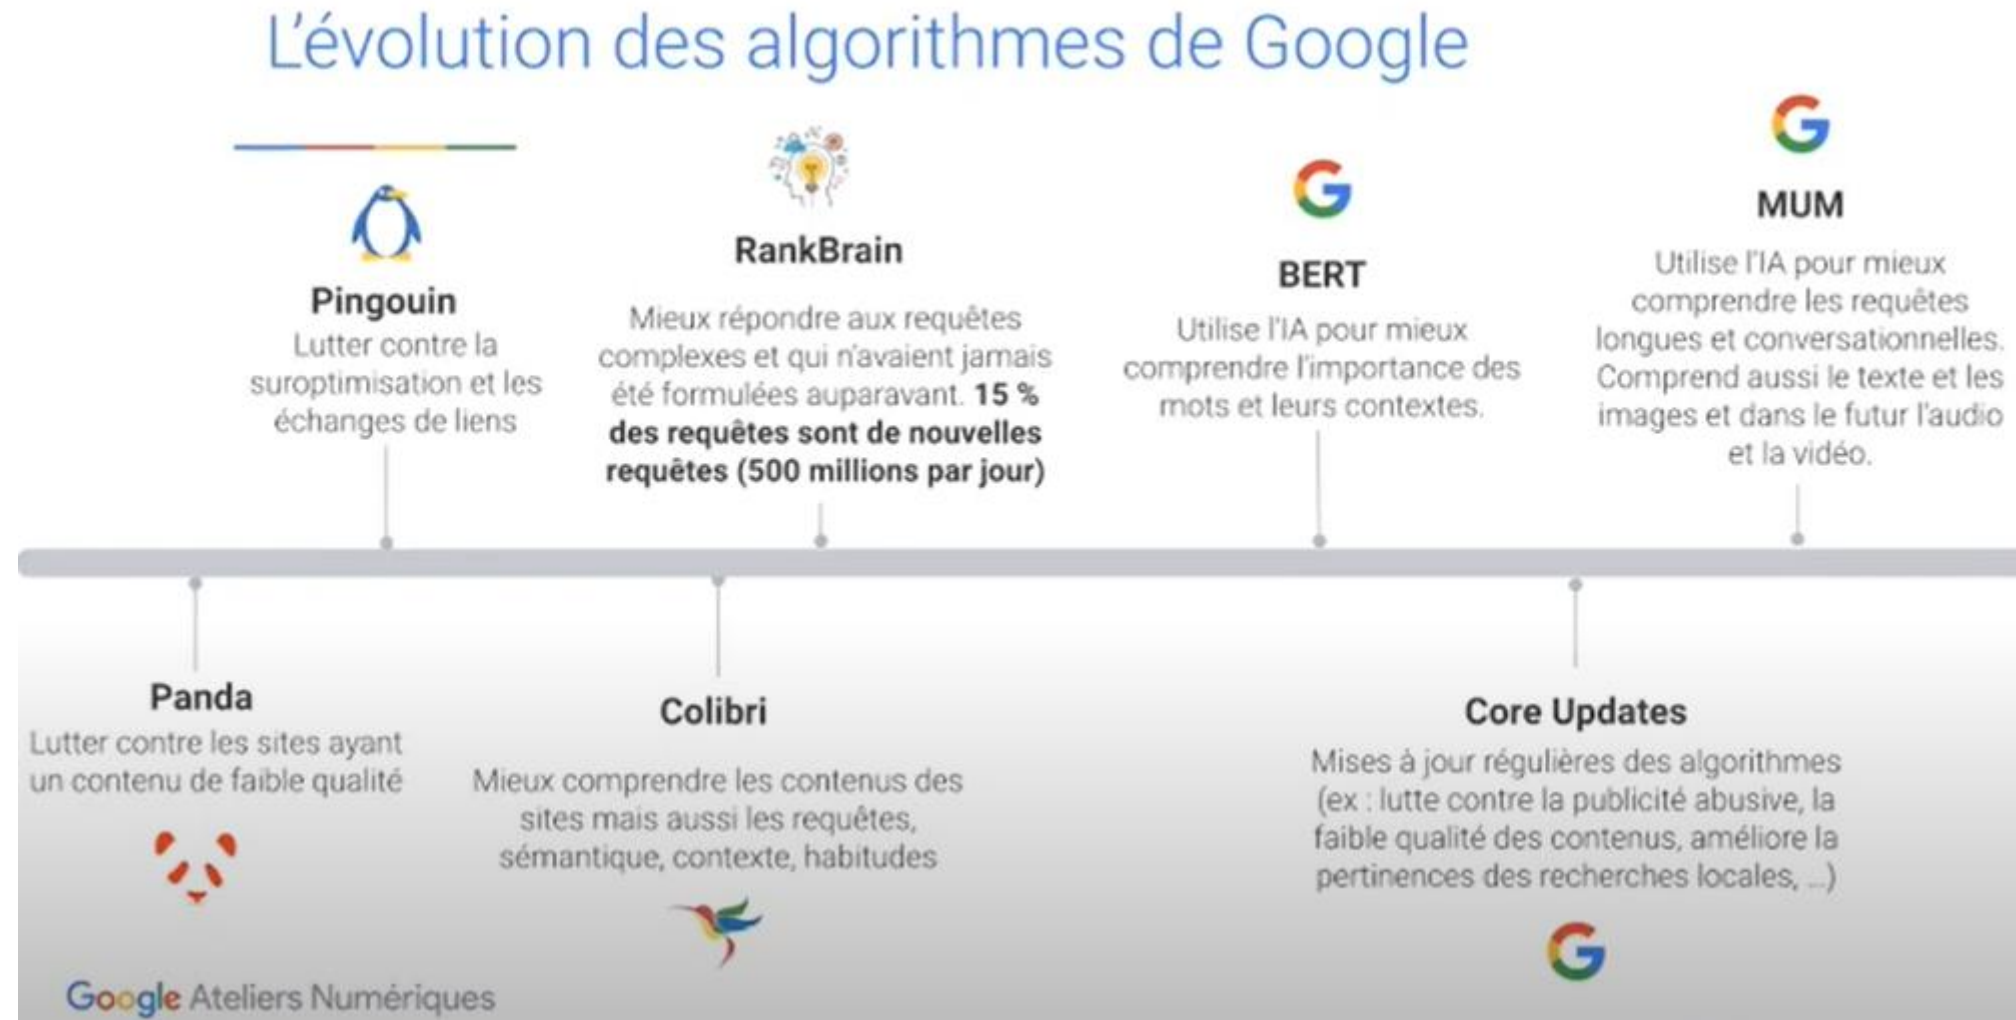 L'évolution des algorithmes de Google
Pingouin
Lutter contre la
suroptimisation et les
échanges de liens
RankBrain
Mieux répondre aux requêtes
complexes et qui n'avaient jamais
été formulées auparavant. 15 %
des requêtes sont de nouvelles
requêtes (500 millions par jour)
BERT
Utilise l'IA pour mieux
comprendre l'importance des
mots et leurs contextes.
MUM
Utilise l'IA pour mieux
comprendre les requêtes
longues et conversationnelles.
Comprend aussi le texte et les
images et dans le futur l'audio
et la vidéo.
Panda
Lutter contre les sites ayant
un contenu de faible qualité
Colibri
Mieux comprendre les contenus des
sites mais aussi les requêtes,
sémantique, contexte, habitudes
Core Updates
Mises à jour régulières des algorithmes
(ex : lutte contre la publicité abusive, la
faible qualité des contenus, améliore la
pertinences des recherches locales, ...)
Google Ateliers Numériques